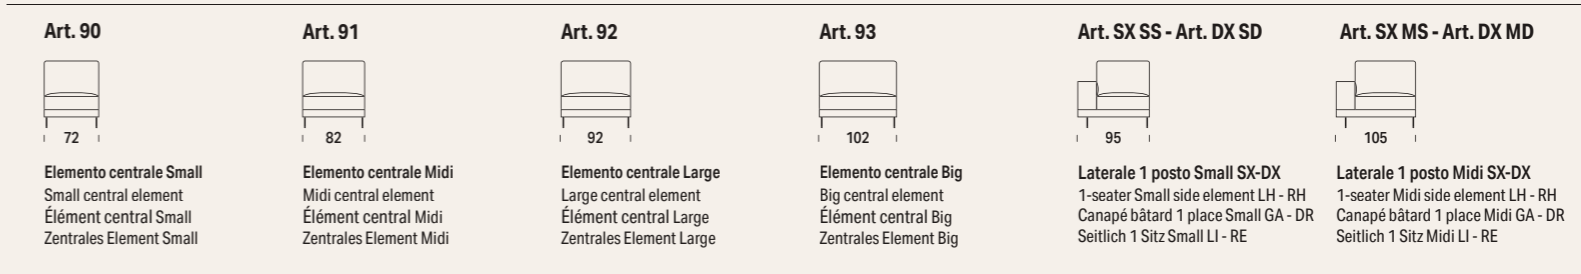 Art. 90
72
Elemento centrale Small
Small central element
Élément central Small
Zentrales Element Small
Art. 91
82
Elemento centrale Midi
Midi central element
Élément central Midi
Zentrales Element Midi
Art. 92
92
Elemento centrale Large
Large central element
Élément central Large
Zentrales Element Large
Art. 93
102
Elemento centrale Big
Big central element
Élément central Big
Zentrales Element Big
Art. SX SS - Art. DX SD
95
Laterale 1 posto Small SX-DX
1-seater Small side element LH - RH
Canapé bâtard 1 place Small GA - DR
Seitlich 1 Sitz Small LI - RE
Art. SX MS - Art. DX MD
105
Laterale 1 posto Midi SX-DX
1-seater Midi side element LH - RH
Canapé bâtard 1 place Midi GA - DR
Seitlich 1 Sitz Midi LI - RE